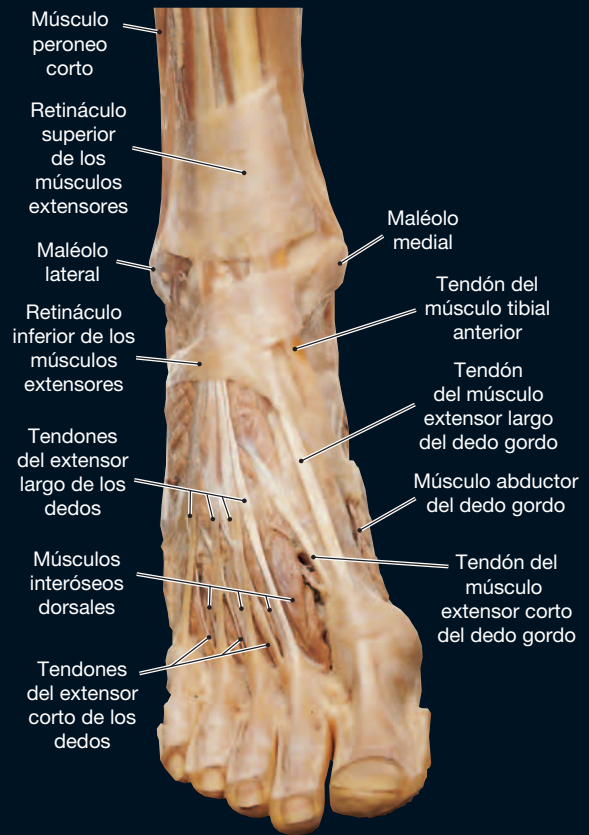 Músculo
peroneo
corto
Retináculo
superior
de los
músculos
extensores
Maléolo
lateral
Retináculo
inferior de los
músculos
extensores
Tendones
del extensor
largo de los
dedos
Músculos
interóseos
dorsales
Tendones
del extensor
corto de los
dedos
Maléolo
medial
Tendón del
músculo tibial
anterior
Tendón
del músculo
extensor largo
del dedo gordo
Músculo abductor
del dedo gordo
Tendón del
músculo
extensor corto
del dedo gordo